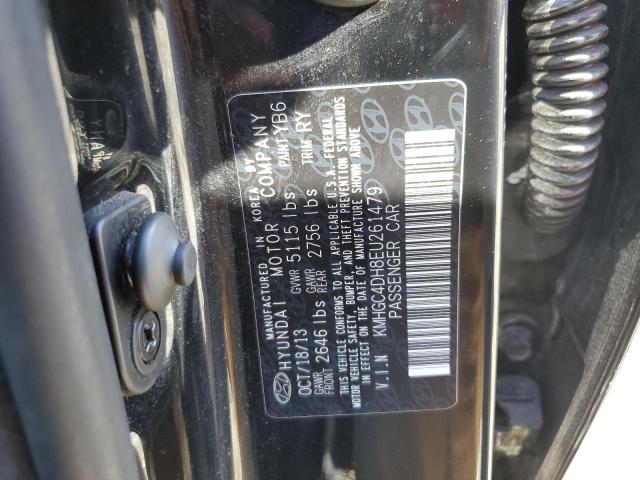 MANUFACTURED IN KOREA BY
HYUNDAI MOTOR COMPANY
OCT/18/13 GVWR 5115 lbs PAINT YB6
GAWR FRONT 2646 lbs GAWR REAR 2756 lbs TRIM RY
THIS VEHICLE CONFORMS TO ALL APPLICABLE U.S.A. FEDERAL
MOTOR VEHICLE SAFETY, BUMPER, AND THEFT PREVENTION STANDARDS
IN EFFECT ON THE DATE OF MANUFACTURE SHOWN ABOVE
V.I.N KMHGC4DH8EU261479
PASSENGER CAR